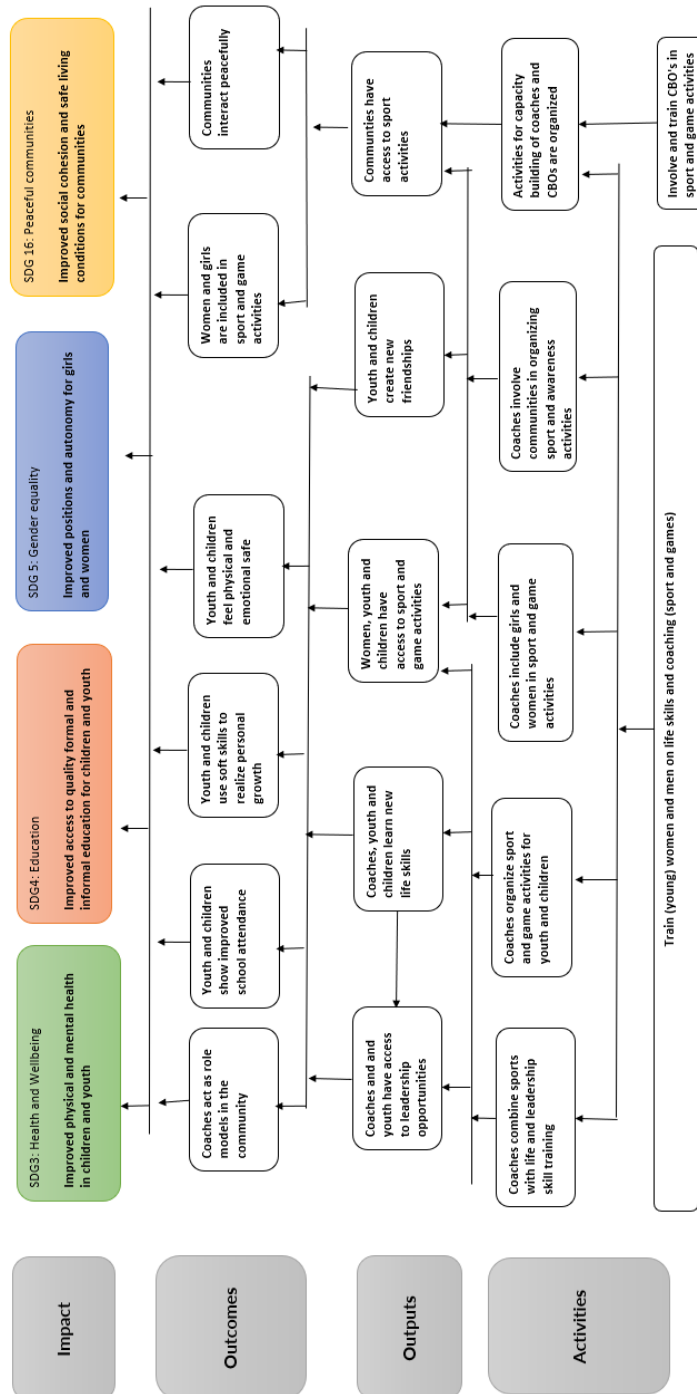 Impact
SDG3: Health and Wellbeing
Improved physical and mental health
in children and youth
SDG4: Education
Improved access to quality formal and
informal education for children and youth
SDG 5: Gender equality
Improved positions and autonomy for girls
and women
SDG 16: Peaceful communities
Improved social cohesion and safe living
conditions for communities
Outcomes
Coaches act as role
models in the
community
Youth and children
show improved
school attendance
Youth and children
use soft skills to
realize personal
growth
Youth and children
feel physical and
emotional safe
Women and girls
are included in
sport and game
activities
Communities
interact peacefully
Outputs
Coaches and and
youth have access
to leadership
opportunities
Coaches, youth and
children learn new
life skills
Women, youth and
children have
access to sport and
game activities
Youth and children
create new
friendships
Communties have
access to sport
activities
Activities
Coaches combine sports
with life and leadership
skill training
Coaches organize sport
and game activities for
youth and children
Coaches include girls and
women in sport and game
activities
Coaches involve
communities in organizing
sport and awareness
activities
Activities for capacity
building of coaches and
CBOs are organized
Train (young) women and men on life skills and coaching (sport and games)
Involve and train CBO's in
sport and game activities